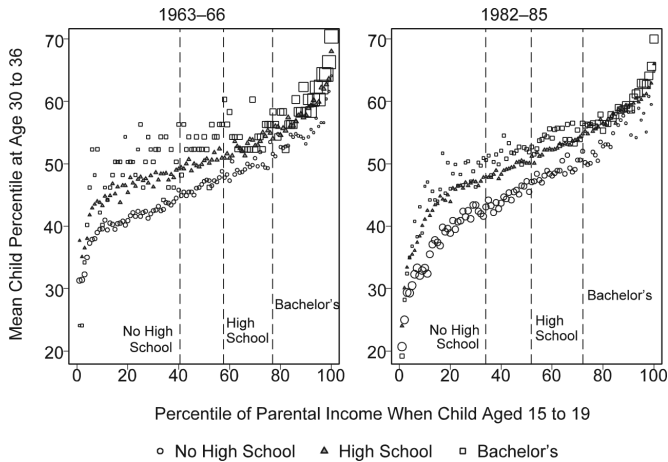 1963–66
1982–85
Mean Child Percentile at Age 30 to 36
70
60
50
40
30
20
No High
School
High
School
Bachelor's
0
20
40
60
80
100
70
60
50
40
30
20
No High
School
High
School
Bachelor's
0
20
40
60
80
100
Percentile of Parental Income When Child Aged 15 to 19
No High School
High School
Bachelor's